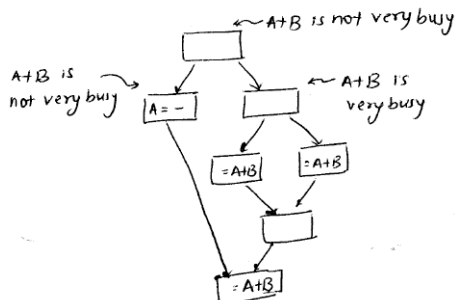 A+B is not very busy
A+B is
not very busy
A = -
A+B is
very busy
= A+B
= A+B
= A+B